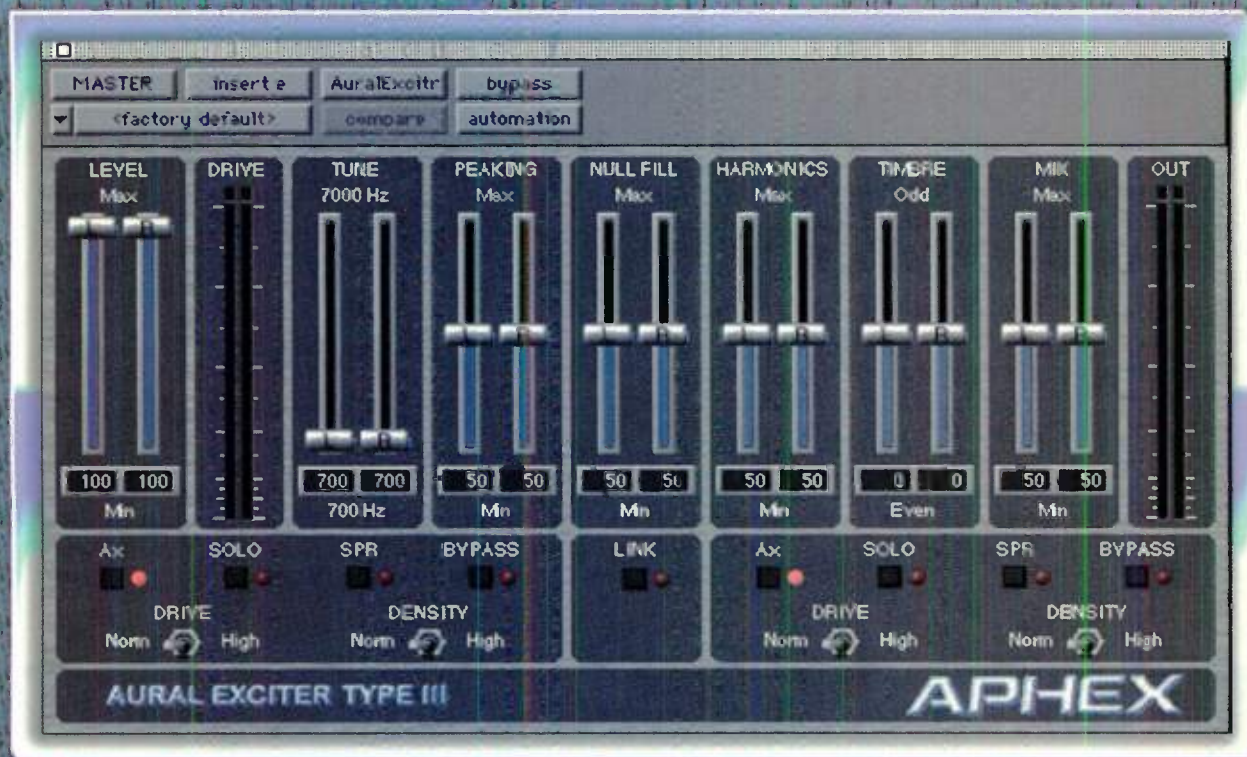 MASTER insert e AuralExcitr bypass
<factory default> compare automation
LEVEL DRIVE TUNE PEAKING NULL FILL HARMONICS TIMBRE MIX OUT
Max 7000 Hz Max Max Max Odd Max
L R L R L R L R L R L R L R
100 100 700 700 50 50 50 50 50 50 0 0 50 50
Min 700 Hz Min Min Min Even Min
Ax SOLO SPR BYPASS LINK Ax SOLO SPR BYPASS
DRIVE DENSITY DRIVE DENSITY
Norm High Norm High Norm High Norm High
AURAL EXCITER TYPE III APHEX